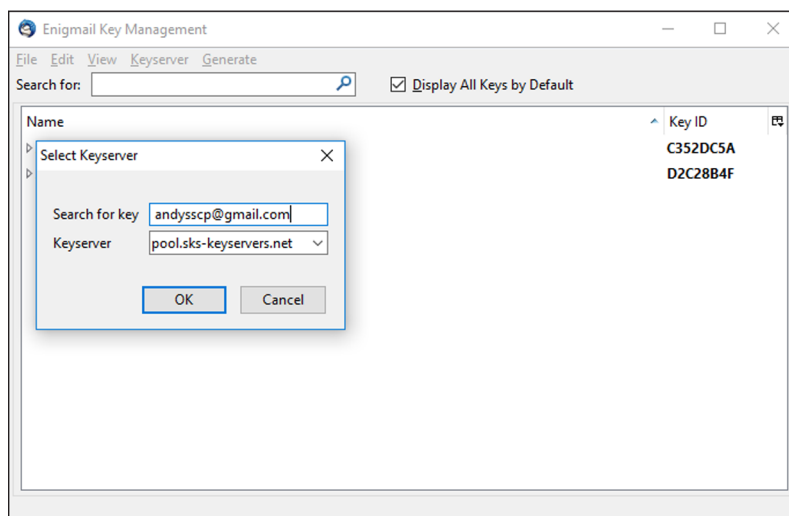 Enigmail Key Management
File Edit View Keyserver Generate
Search for: Display All Keys by Default
Name Key ID
C352DC5A
D2C28B4F
Select Keyserver
Search for key andysscp@gmail.com
Keyserver pool.sks-keyservers.net
OK Cancel